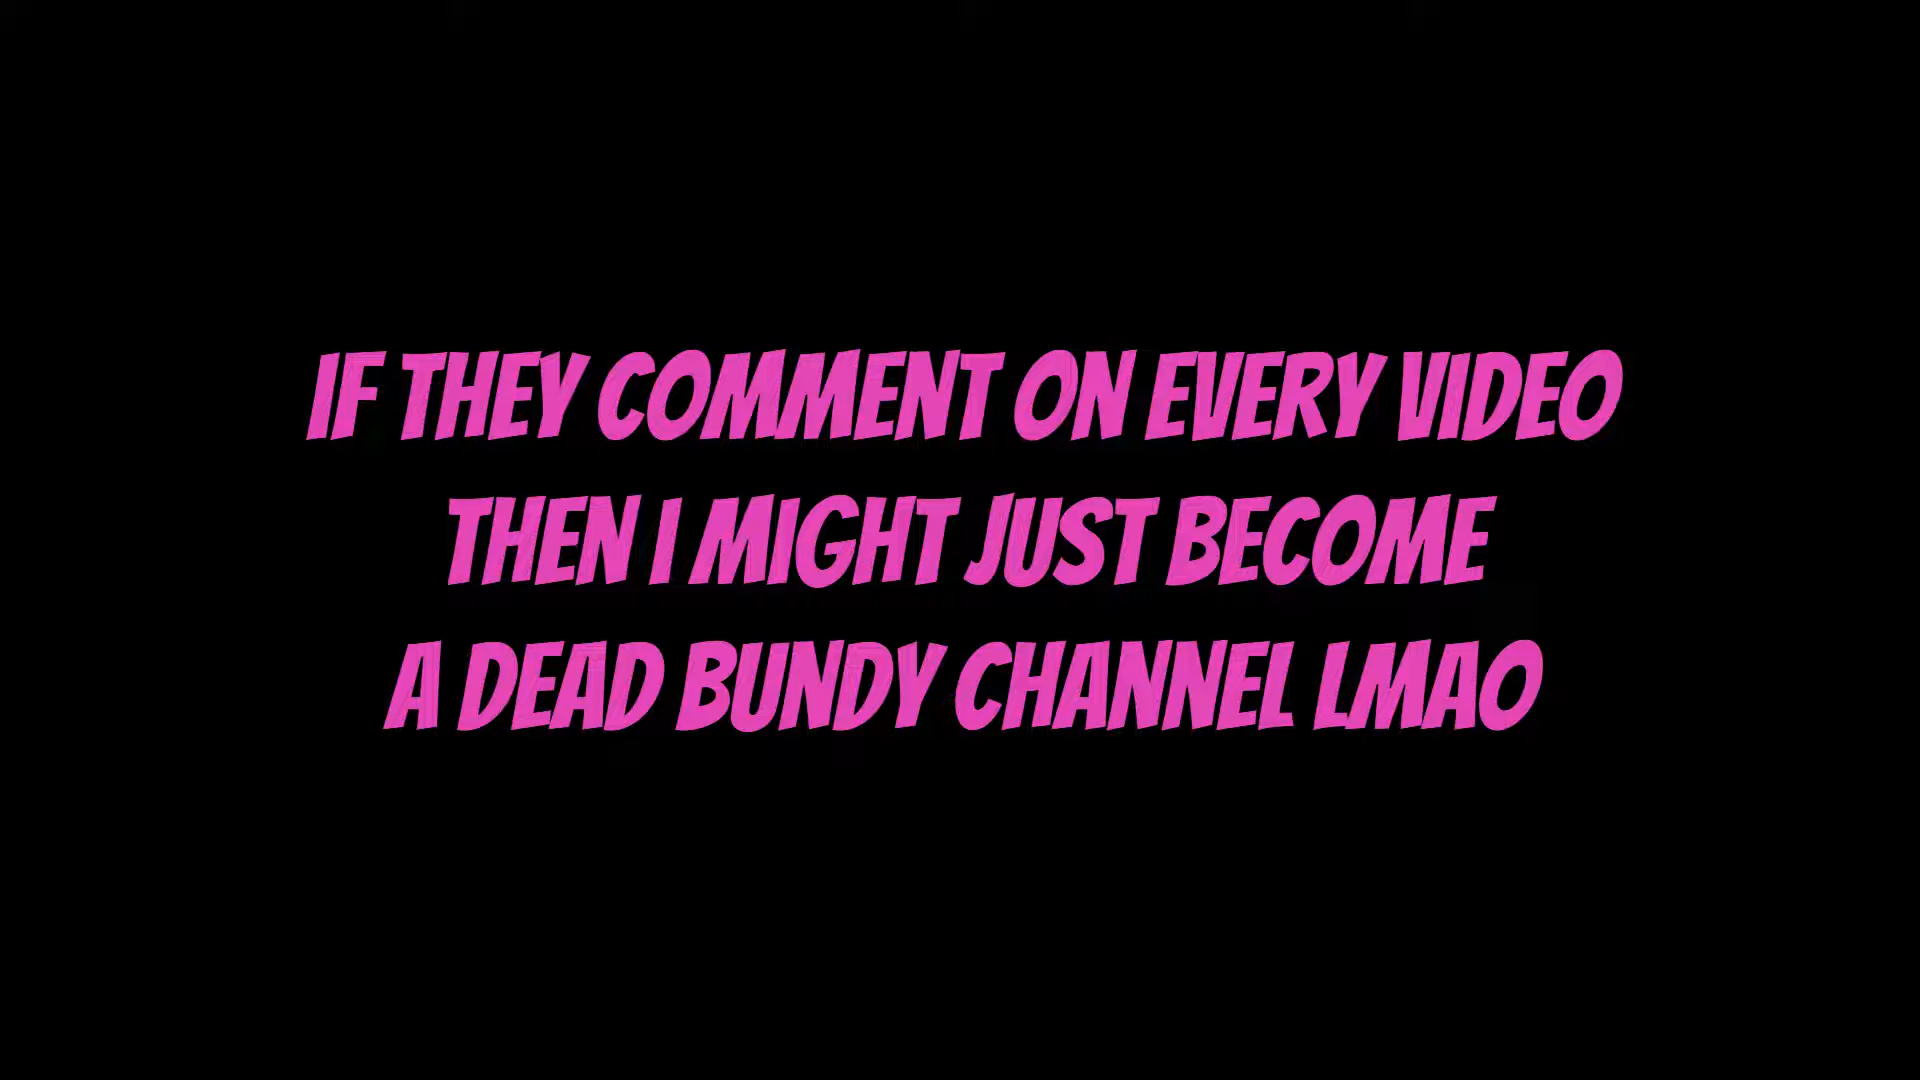 IF THEY COMMENT ON EVERY VIDEO
THEN I MIGHT JUST BECOME
A DEAD BUNDY CHANNEL LMAO